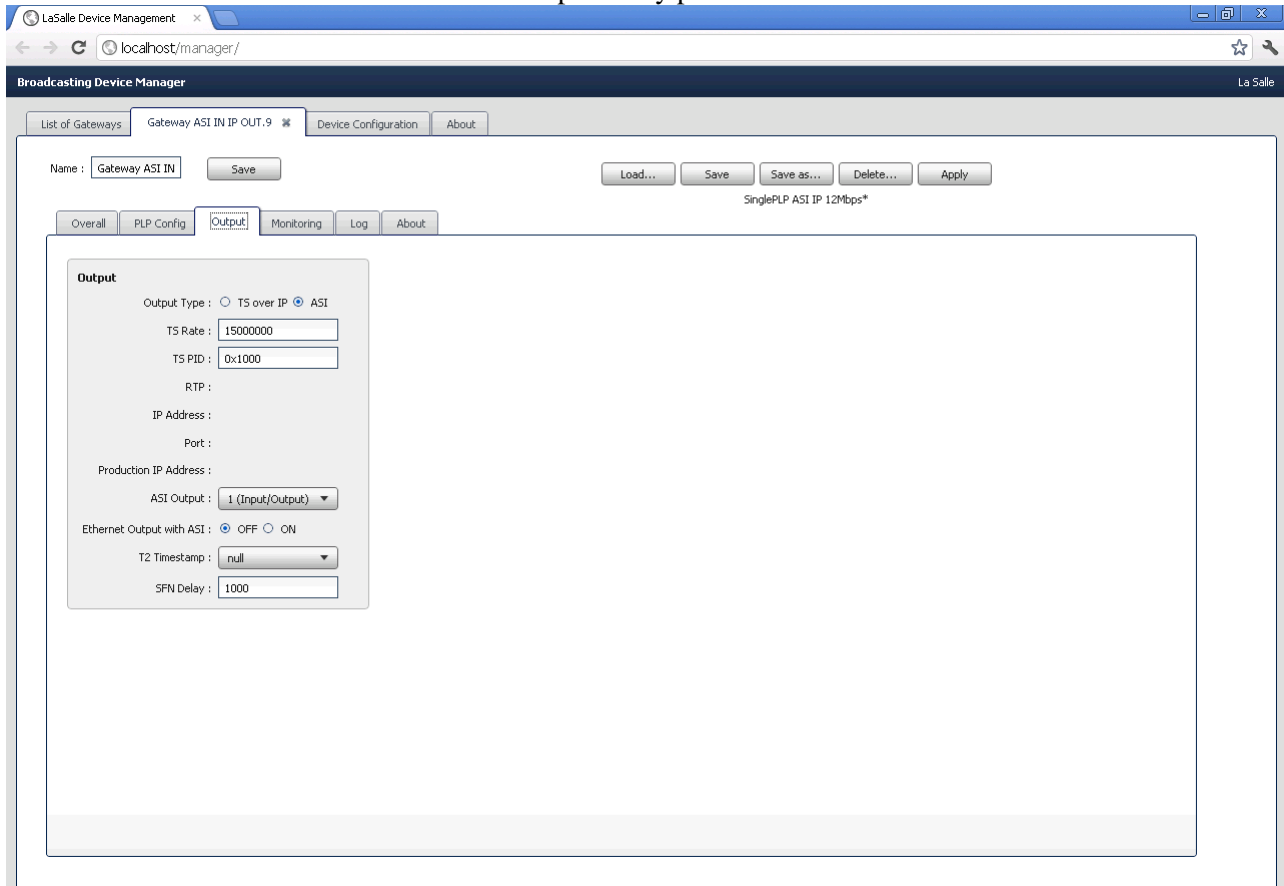 LaSalle Device Management
localhost/manager/
Broadcasting Device Manager La Salle
List of Gateways Gateway ASI IN IP OUT.9 Device Configuration About
Name : Gateway ASI IN Save Load... Save Save as... Delete... Apply
SinglePLP ASI IP 12Mbps*
Overall PLP Config Output Monitoring Log About
Output
Output Type : TS over IP ASI
TS Rate : 15000000
TS PID : 0x1000
RTP :
IP Address :
Port :
Production IP Address :
ASI Output : 1 (Input/Output)
Ethernet Output with ASI : OFF ON
T2 Timestamp : null
SFN Delay : 1000